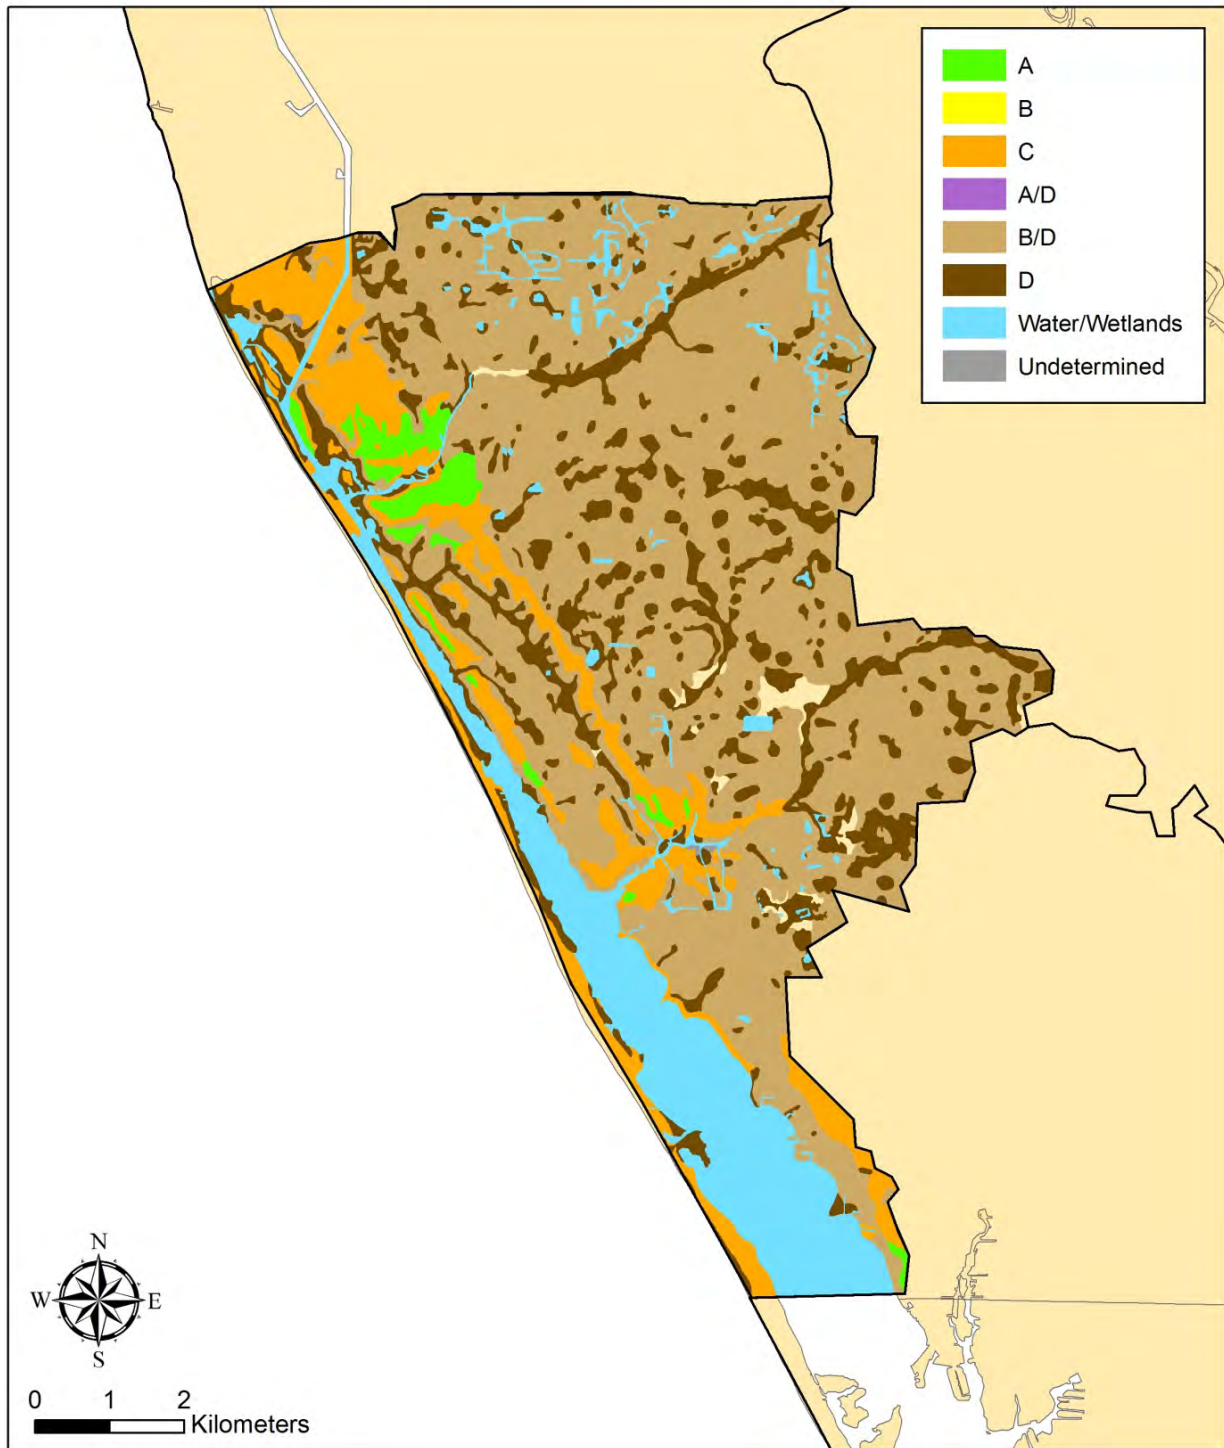 A
B
C
A/D
B/D
D
Water/Wetlands
Undetermined
N
W
E
S
0 1 2
Kilometers